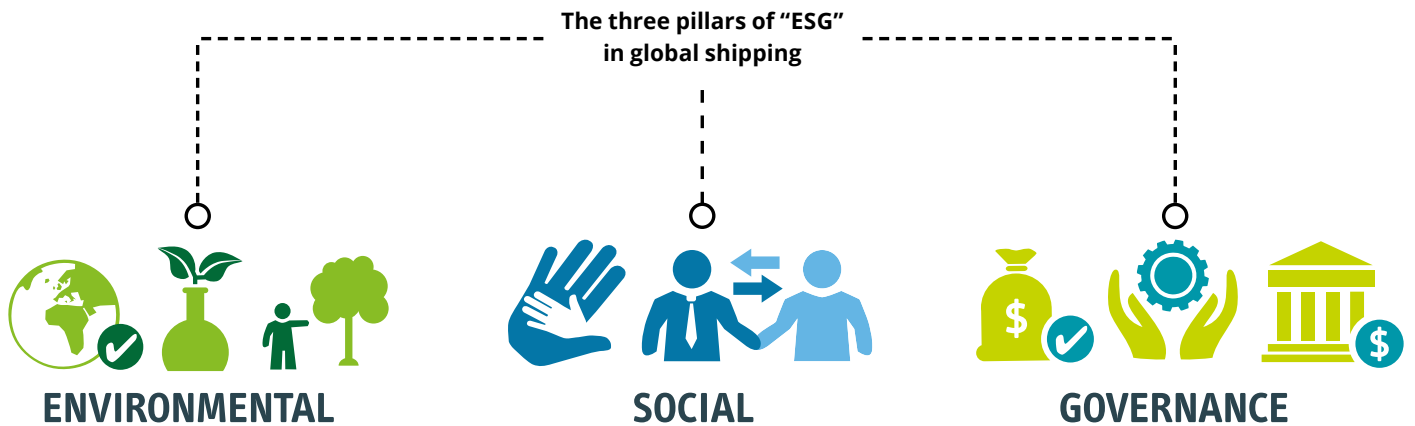 The three pillars of “ESG”
in global shipping
$
$
ENVIRONMENTAL
SOCIAL
GOVERNANCE